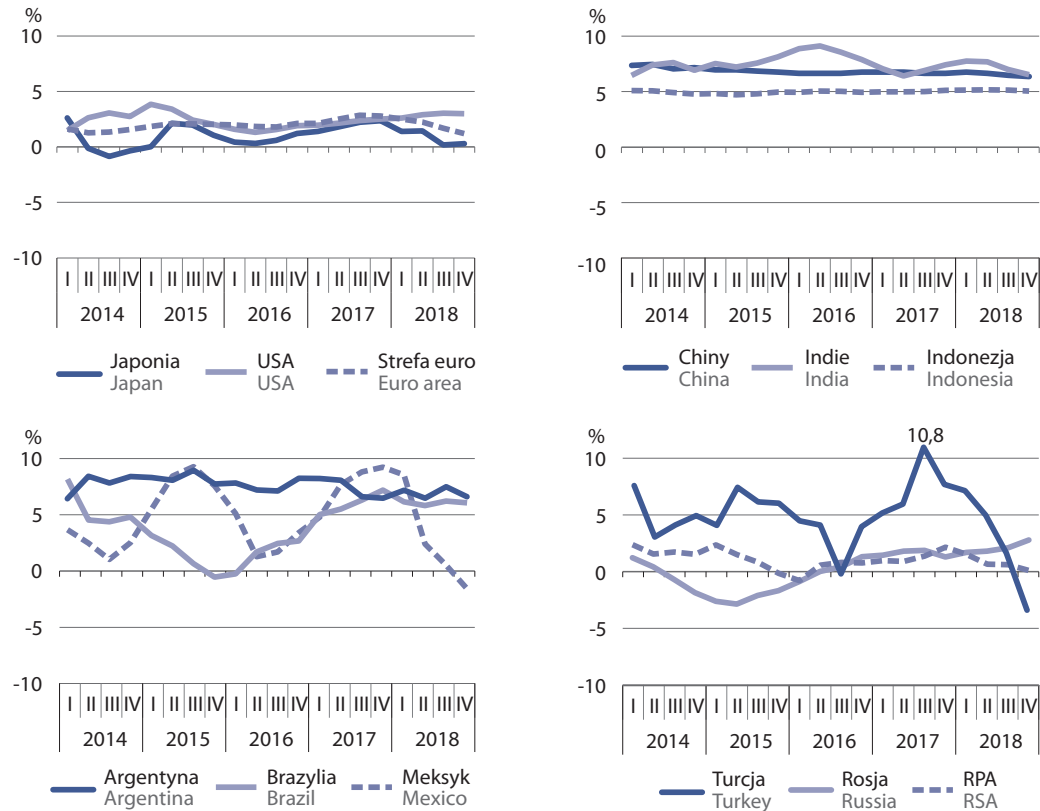 %
10
5
0
-5
-10
I II III IV I II III IV I II III IV I II III IV I II III IV
2014 2015 2016 2017 2018
Japonia USA Strefa euro
Japan USA Euro area
%
10
5
0
-5
-10
I II III IV I II III IV I II III IV I II III IV I II III IV
2014 2015 2016 2017 2018
Chiny Indie Indonezja
China India Indonesia
%
10
5
0
-5
-10
I II III IV I II III IV I II III IV I II III IV I II III IV
2014 2015 2016 2017 2018
Argentyna Brazylia Meksyk
Argentina Brazil Mexico
%
10,8
10
5
0
-5
-10
I II III IV I II III IV I II III IV I II III IV I II III IV
2014 2015 2016 2017 2018
Turcja Rosja RPA
Turkey Russia RSA